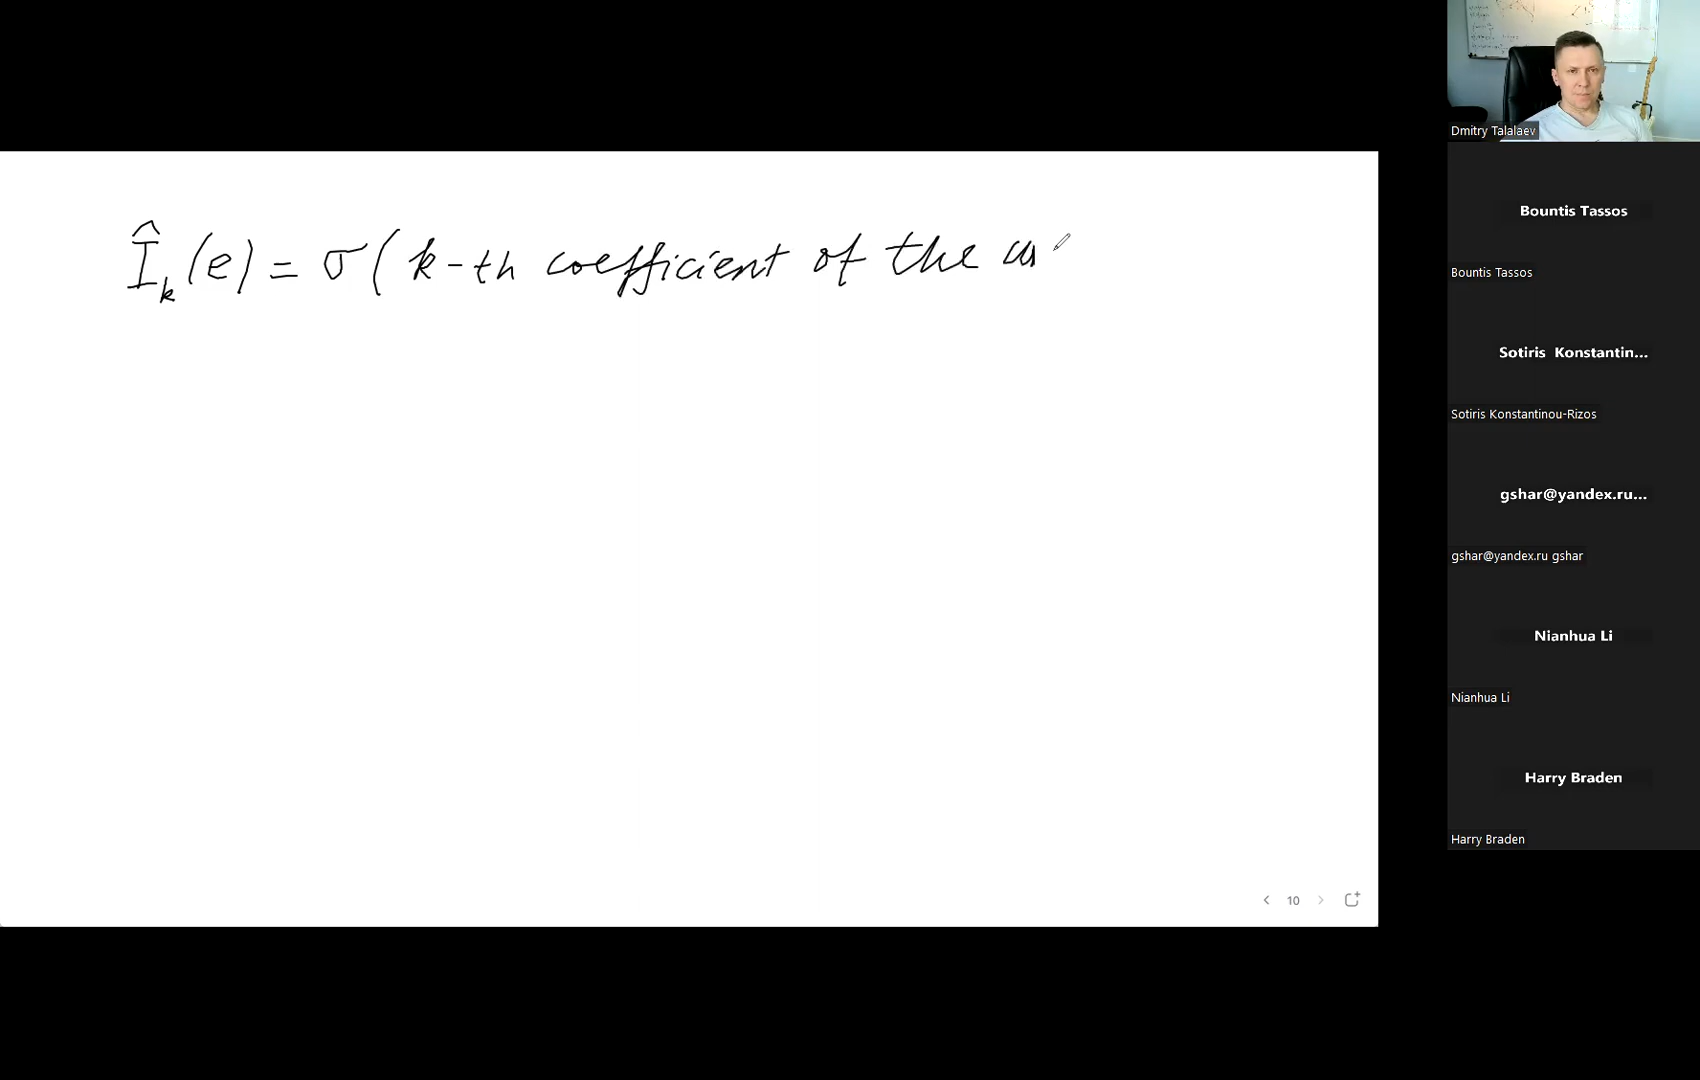 Dmitry Talalaev
Î_k(e) = σ( k-th coefficient of the
Bountis Tassos
Bountis Tassos
Sotiris Konstantin...
Sotiris Konstantinou-Rizos
gshar@yandex.ru...
gshar@yandex.ru gshar
Nianhua Li
Nianhua Li
Harry Braden
Harry Braden
10